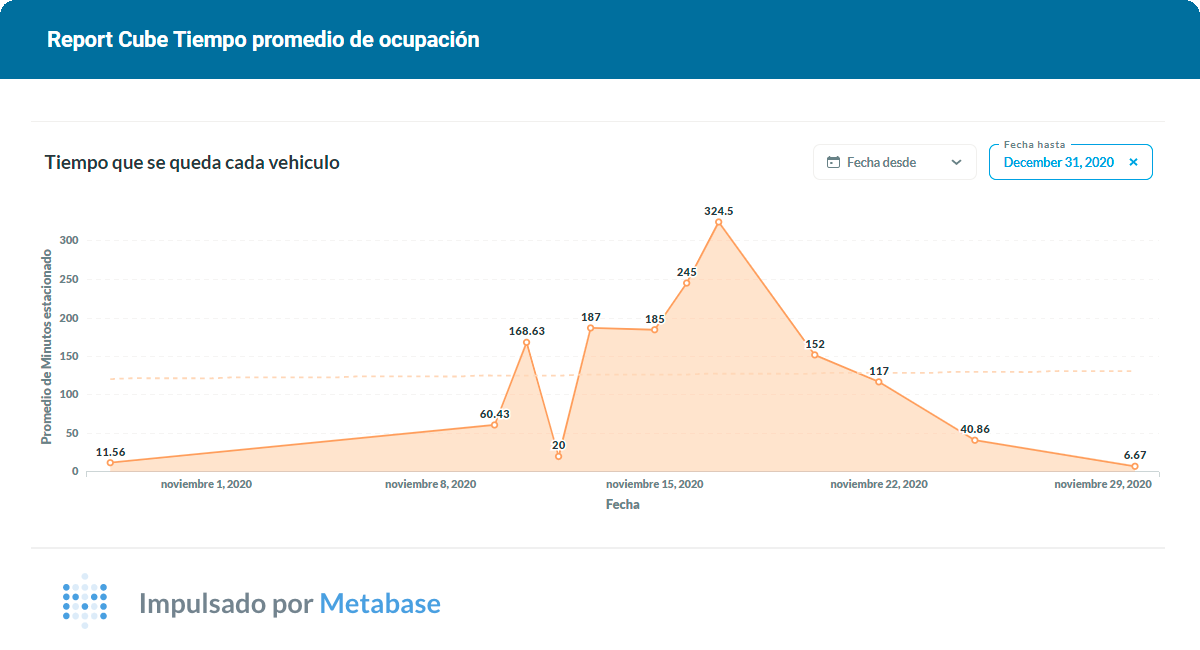 Report Cube Tiempo promedio de ocupación
Tiempo que se queda cada vehiculo
Fecha desde
Fecha hasta
December 31, 2020 ×
Promedio de Minutos estacionado
300
250
200
150
100
50
0
11.56
60.43
168.63
20
187
185
245
324.5
152
117
40.86
6.67
noviembre 1, 2020
noviembre 8, 2020
noviembre 15, 2020
noviembre 22, 2020
noviembre 29, 2020
Fecha
Impulsado por Metabase